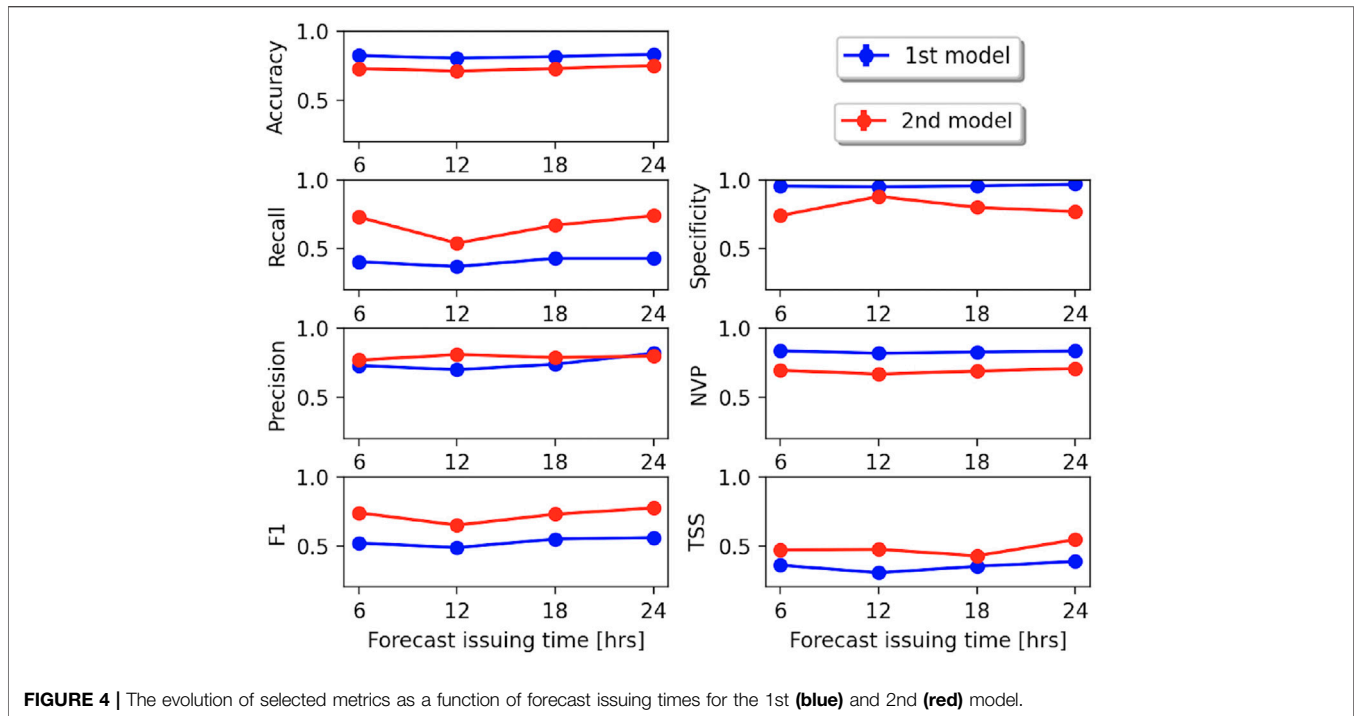 1.0
Accuracy
0.5
6 12 18 24
1st model
2nd model
1.0
Recall
0.5
6 12 18 24
1.0
Specificity
0.5
6 12 18 24
1.0
Precision
0.5
6 12 18 24
1.0
NVP
0.5
6 12 18 24
1.0
F1
0.5
6 12 18 24
Forecast issuing time [hrs]
1.0
TSS
0.5
6 12 18 24
Forecast issuing time [hrs]
FIGURE 4 | The evolution of selected metrics as a function of forecast issuing times for the 1st (blue) and 2nd (red) model.